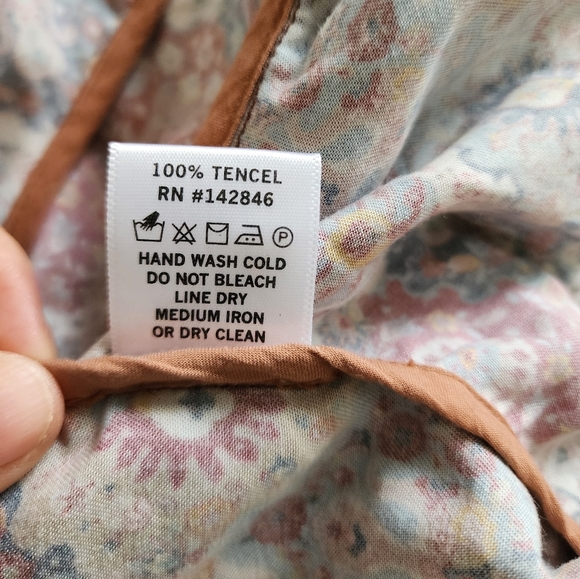 100% TENCEL
RN #142846
P
HAND WASH COLD
DO NOT BLEACH
LINE DRY
MEDIUM IRON
OR DRY CLEAN